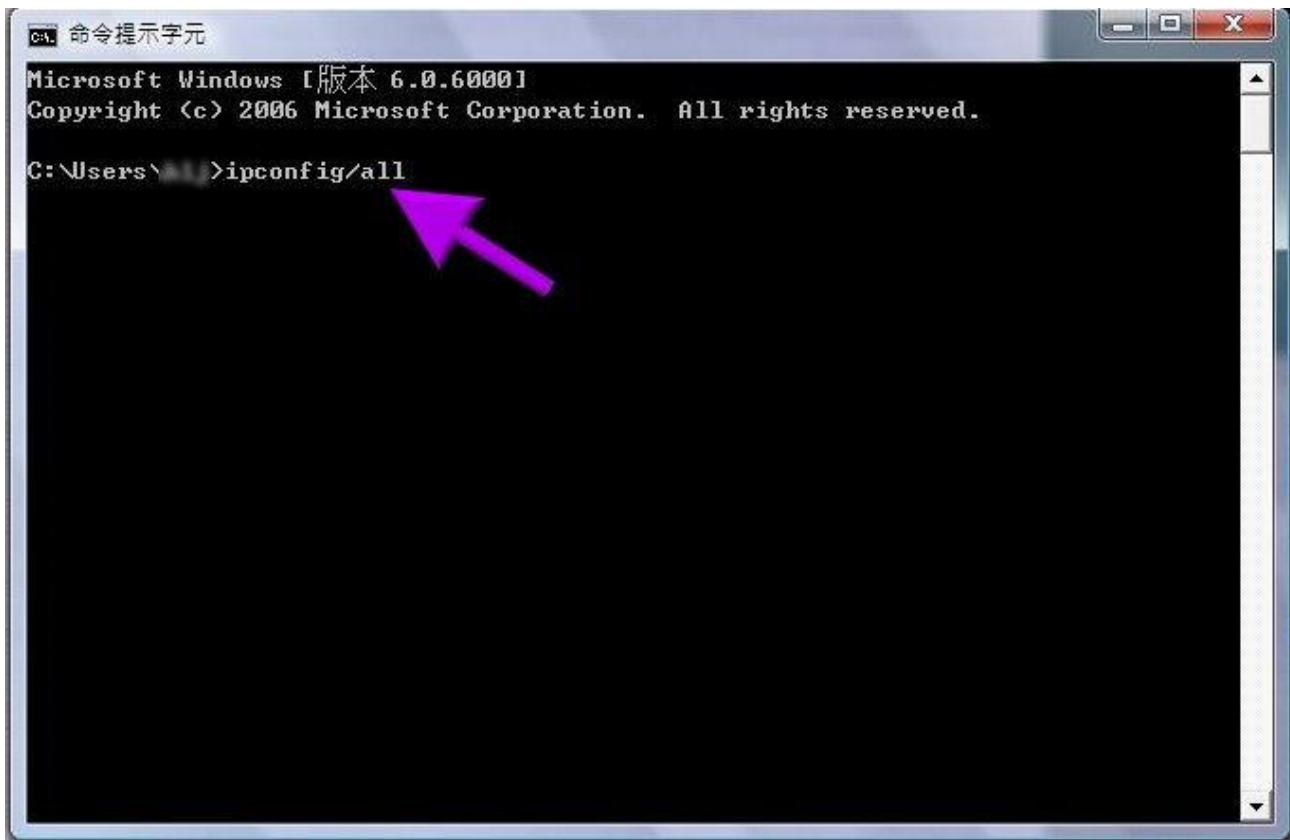 命令提示字元
Microsoft Windows [版本 6.0.6000]
Copyright (c) 2006 Microsoft Corporation.  All rights reserved.
C:\Users\ >ipconfig/all